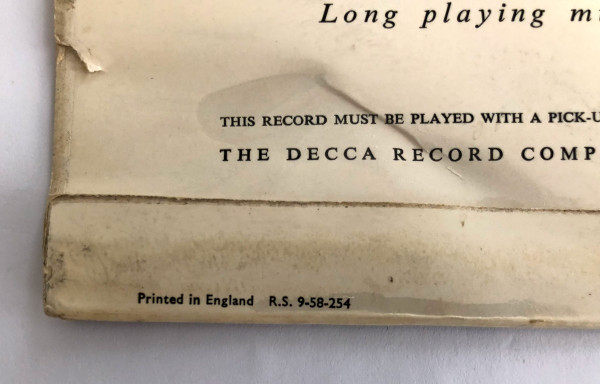 Long playing
THIS RECORD MUST BE PLAYED WITH A PICK-U
THE DECCA RECORD COMP
Printed in England R.S. 9-58-254